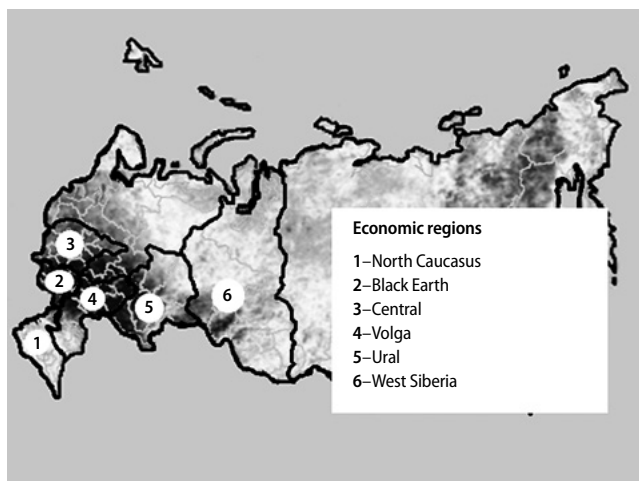 Economic regions
1–North Caucasus
2–Black Earth
3–Central
4–Volga
5–Ural
6–West Siberia
3
2
4
5
6
1